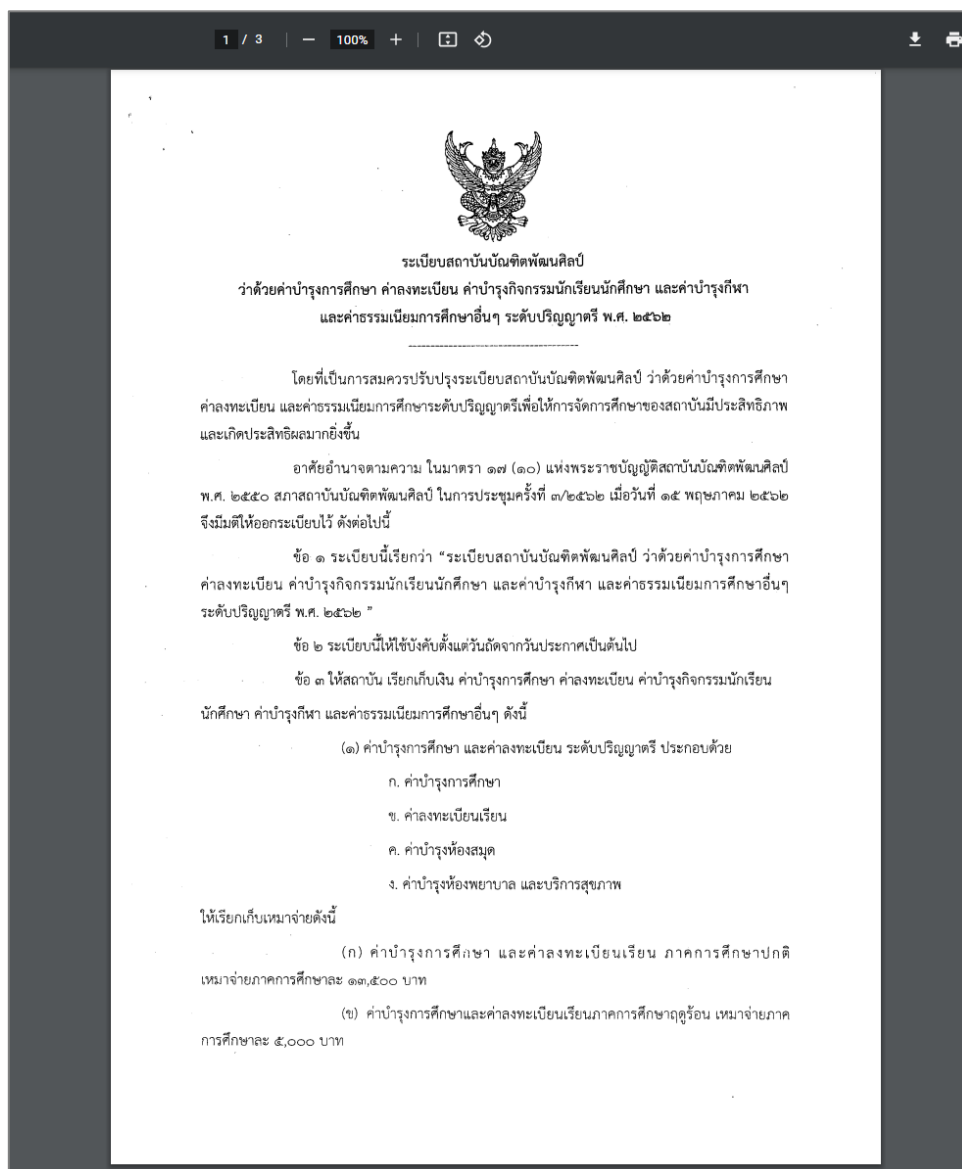 1 / 3 | — 100% + |
ระเบียบสถาบันบัณฑิตพัฒนศิลป์
ว่าด้วยค่าบำรุงการศึกษา ค่าลงทะเบียน ค่าบำรุงกิจกรรมนักเรียนนักศึกษา และค่าบำรุงกีฬา
และค่าธรรมเนียมการศึกษาอื่นๆ ระดับปริญญาตรี พ.ศ. ๒๕๖๒
โดยที่เป็นการสมควรปรับปรุงระเบียบสถาบันบัณฑิตพัฒนศิลป์ ว่าด้วยค่าบำรุงการศึกษา
ค่าลงทะเบียน และค่าธรรมเนียมการศึกษาระดับปริญญาตรีเพื่อให้การจัดการศึกษาของสถาบันมีประสิทธิภาพ
และเกิดประสิทธิผลมากยิ่งขึ้น
อาศัยอำนาจตามความ ในมาตรา ๑๗ (๑๐) แห่งพระราชบัญญัติสถาบันบัณฑิตพัฒนศิลป์
พ.ศ. ๒๕๕๐ สภาสถาบันบัณฑิตพัฒนศิลป์ ในการประชุมครั้งที่ ๓/๒๕๖๒ เมื่อวันที่ ๑๕ พฤษภาคม ๒๕๖๒
จึงมีมติให้ออกระเบียบไว้ ดังต่อไปนี้
ข้อ ๑ ระเบียบนี้เรียกว่า “ระเบียบสถาบันบัณฑิตพัฒนศิลป์ ว่าด้วยค่าบำรุงการศึกษา
ค่าลงทะเบียน ค่าบำรุงกิจกรรมนักเรียนนักศึกษา และค่าบำรุงกีฬา และค่าธรรมเนียมการศึกษาอื่นๆ
ระดับปริญญาตรี พ.ศ. ๒๕๖๒ ”
ข้อ ๒ ระเบียบนี้ให้ใช้บังคับตั้งแต่วันถัดจากวันประกาศเป็นต้นไป
ข้อ ๓ ให้สถาบัน เรียกเก็บเงิน ค่าบำรุงการศึกษา ค่าลงทะเบียน ค่าบำรุงกิจกรรมนักเรียน
นักศึกษา ค่าบำรุงกีฬา และค่าธรรมเนียมการศึกษาอื่นๆ ดังนี้
(๑) ค่าบำรุงการศึกษา และค่าลงทะเบียน ระดับปริญญาตรี ประกอบด้วย
ก. ค่าบำรุงการศึกษา
ข. ค่าลงทะเบียนเรียน
ค. ค่าบำรุงห้องสมุด
ง. ค่าบำรุงห้องพยาบาล และบริการสุขภาพ
ให้เรียกเก็บเหมาจ่ายดังนี้
(ก) ค่าบำรุงการศึกษา และค่าลงทะเบียนเรียน ภาคการศึกษาปกติ
เหมาจ่ายภาคการศึกษาละ ๑๓,๕๐๐ บาท
(ข) ค่าบำรุงการศึกษาและค่าลงทะเบียนเรียนภาคการศึกษาฤดูร้อน เหมาจ่ายภาค
การศึกษาละ ๕,๐๐๐ บาท